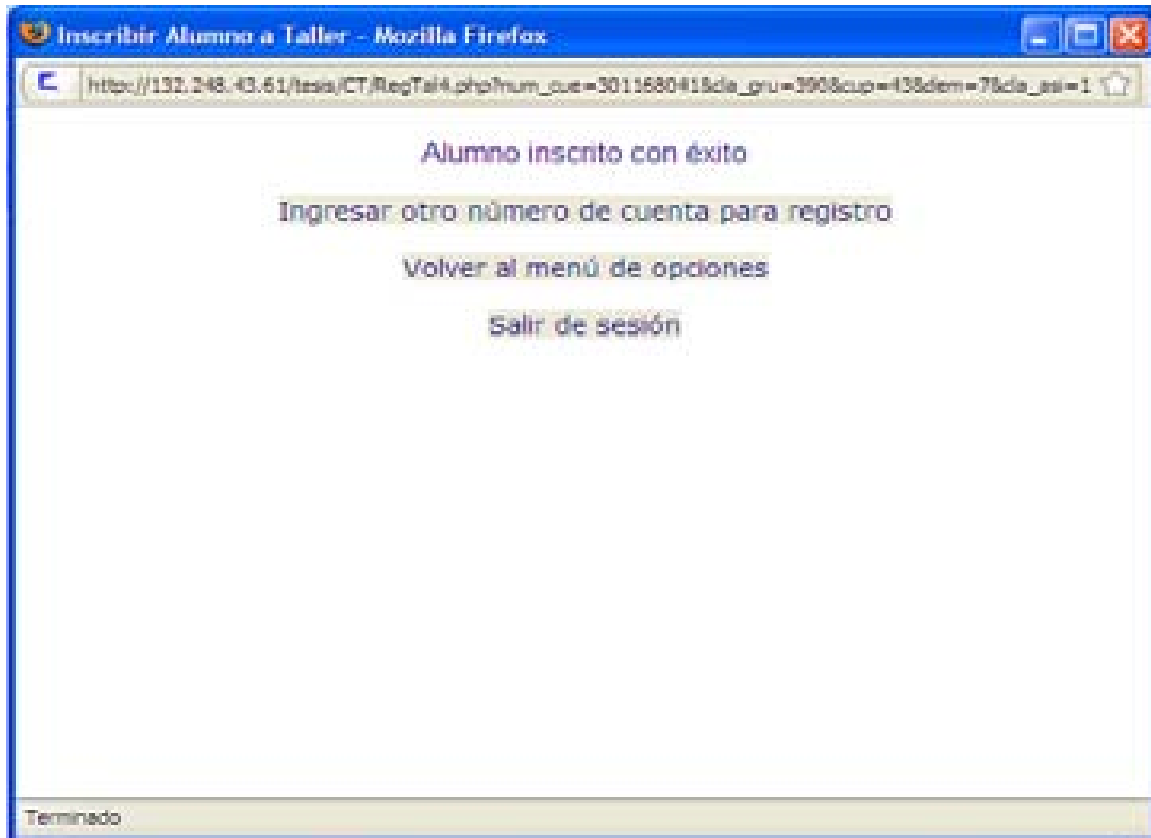 Inscribir Alumno a Taller - Mozilla Firefox
http://132.248.43.61/tesis/CT/RegTal4.php?num_cue=301168041&cla_gru=390&cup=43&dem=7&cla_asi=1
Alumno inscrito con éxito
Ingresar otro número de cuenta para registro
Volver al menú de opciones
Salir de sesión
Terminado